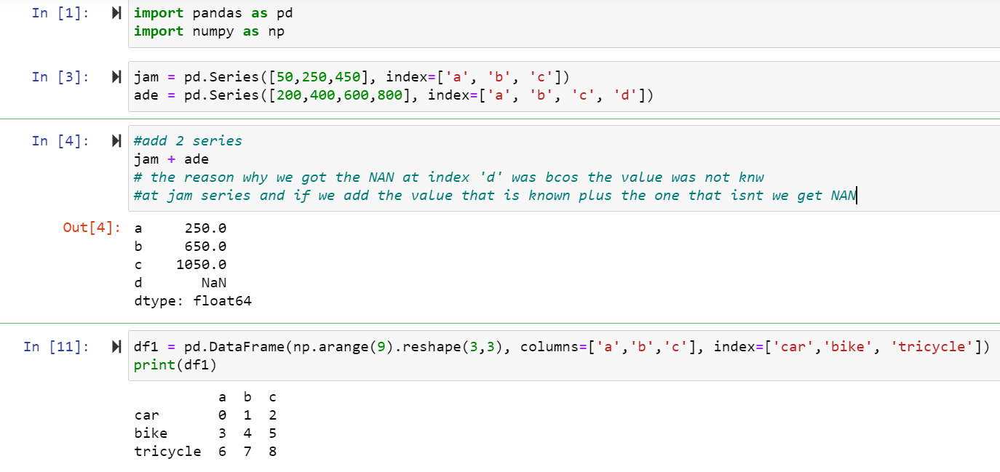 In [1]: import pandas as pd
import numpy as np
In [3]: jam = pd.Series([50,250,450], index=['a', 'b', 'c'])
ade = pd.Series([200,400,600,800], index=['a', 'b', 'c', 'd'])
In [4]: #add 2 series
jam + ade
# the reason why we got the NAN at index 'd' was bcos the value was not knw
#at jam series and if we add the value that is known plus the one that isnt we get NAN
Out[4]: a 250.0
b 650.0
c 1050.0
d NaN
dtype: float64
In [11]: df1 = pd.DataFrame(np.arange(9).reshape(3,3), columns=['a','b','c'], index=['car','bike', 'tricycle'])
print(df1)
a b c
car 0 1 2
bike 3 4 5
tricycle 6 7 8